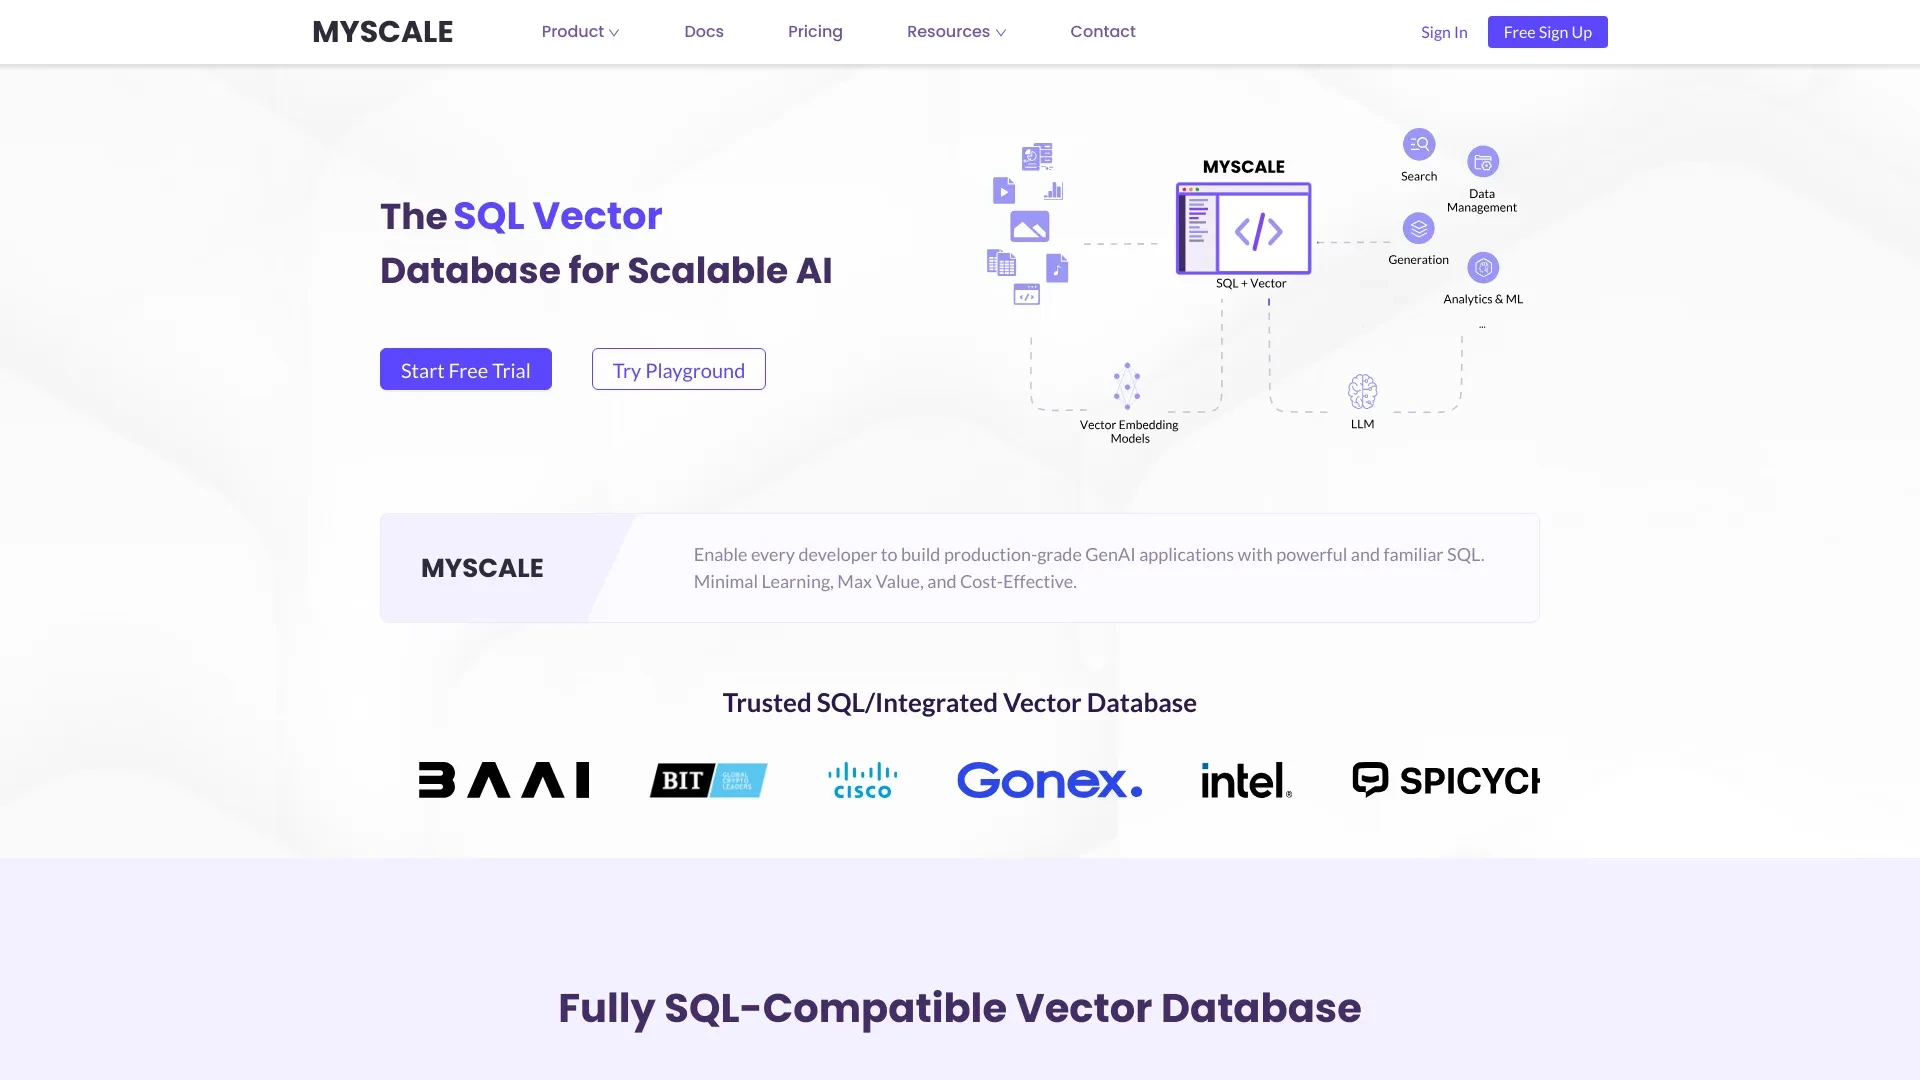 MYSCALE
Product
Docs
Pricing
Resources
Contact
Sign In
Free Sign Up
The SQL Vector
Database for Scalable AI
Start Free Trial
Try Playground
MYSCALE
SQL + Vector
Search
Data
Management
Generation
Analytics & ML
...
Vector Embedding
Models
LLM
MYSCALE
Enable every developer to build production-grade GenAI applications with powerful and familiar SQL.
Minimal Learning, Max Value, and Cost-Effective.
Trusted SQL/Integrated Vector Database
BAAI
BIT
GLOBAL
CRYPTO
LEADERS
CISCO
Gonex.
intel®
SPICYCH
Fully SQL-Compatible Vector Database